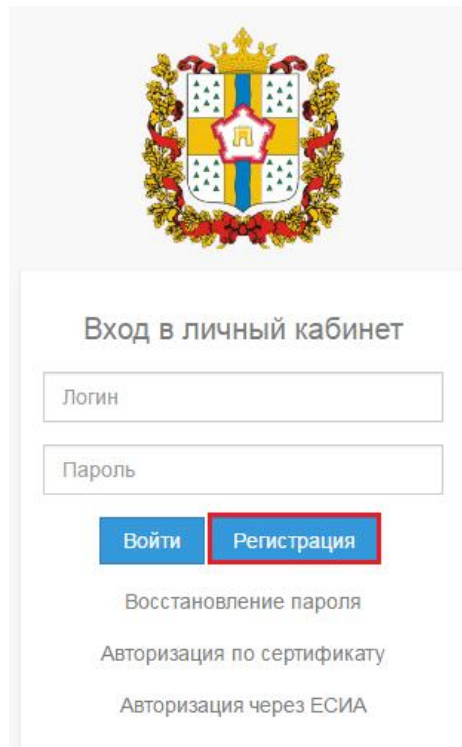 Вход в личный кабинет
Логин
Пароль
Войти Регистрация
Восстановление пароля
Авторизация по сертификату
Авторизация через ЕСИА